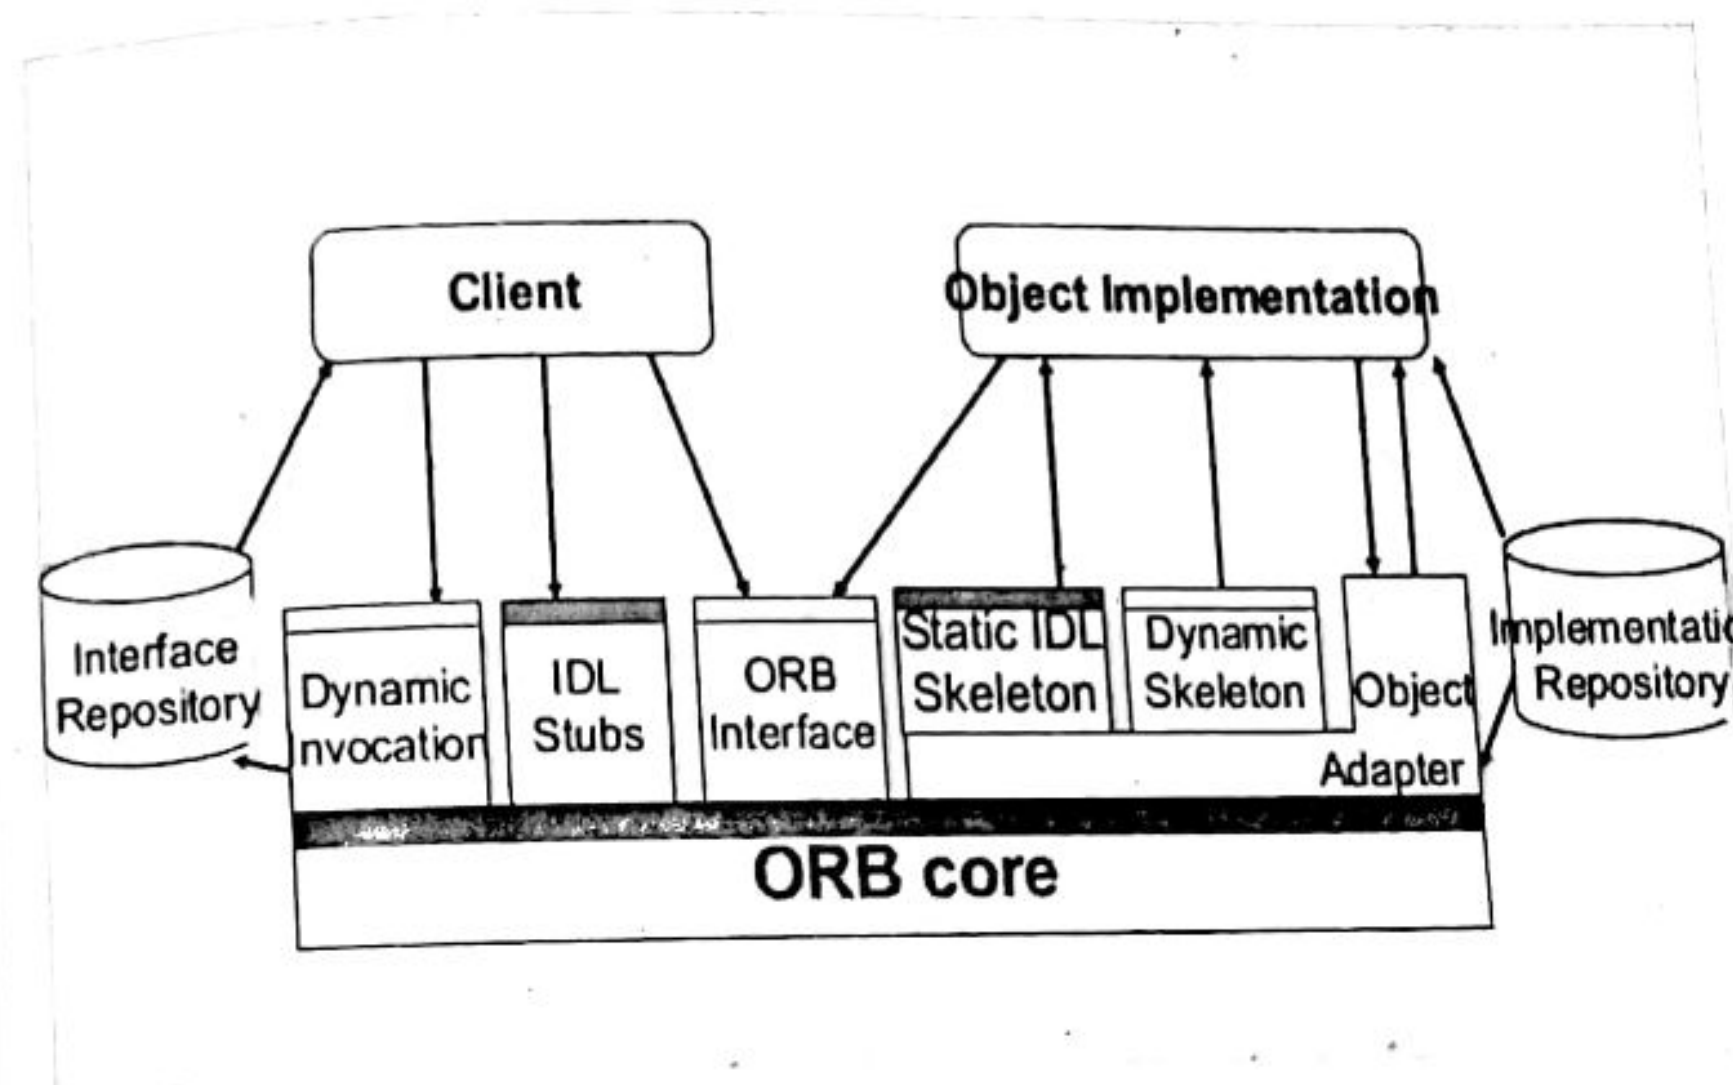 Client
Object Implementation
Interface
Repository
Dynamic
nvocation
IDL
Stubs
ORB
Interface
Static IDL
Skeleton
Dynamic
Skeleton
Object
Adapter
Implementatio
Repository
ORB core